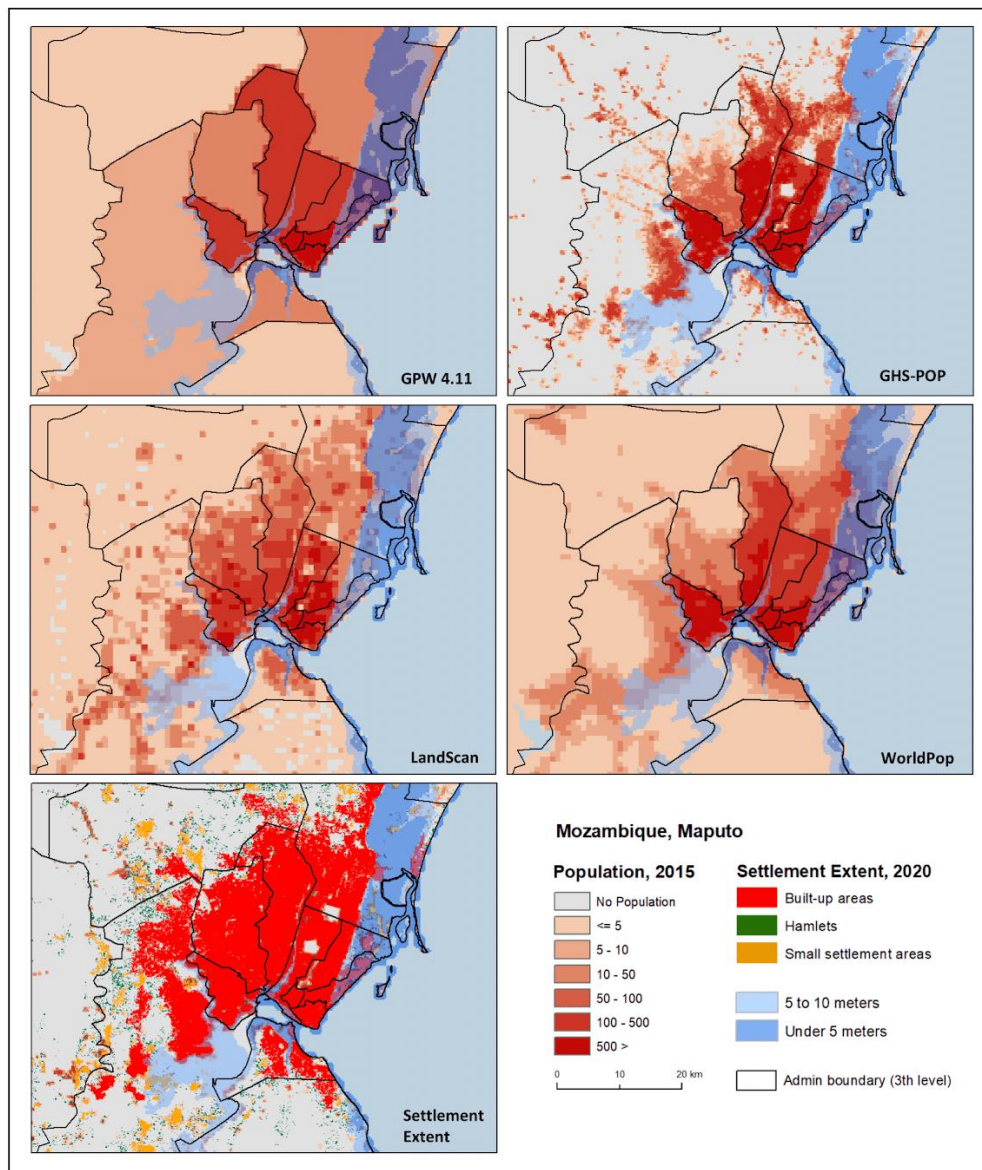 GPW 4.11
GHS-POP
LandScan
WorldPop
Settlement
Extent
Mozambique, Maputo
Population, 2015
No Population
<= 5
5 - 10
10 - 50
50 - 100
100 - 500
500 >
0 10 20 km
Settlement Extent, 2020
Built-up areas
Hamlets
Small settlement areas
5 to 10 meters
Under 5 meters
Admin boundary (3th level)